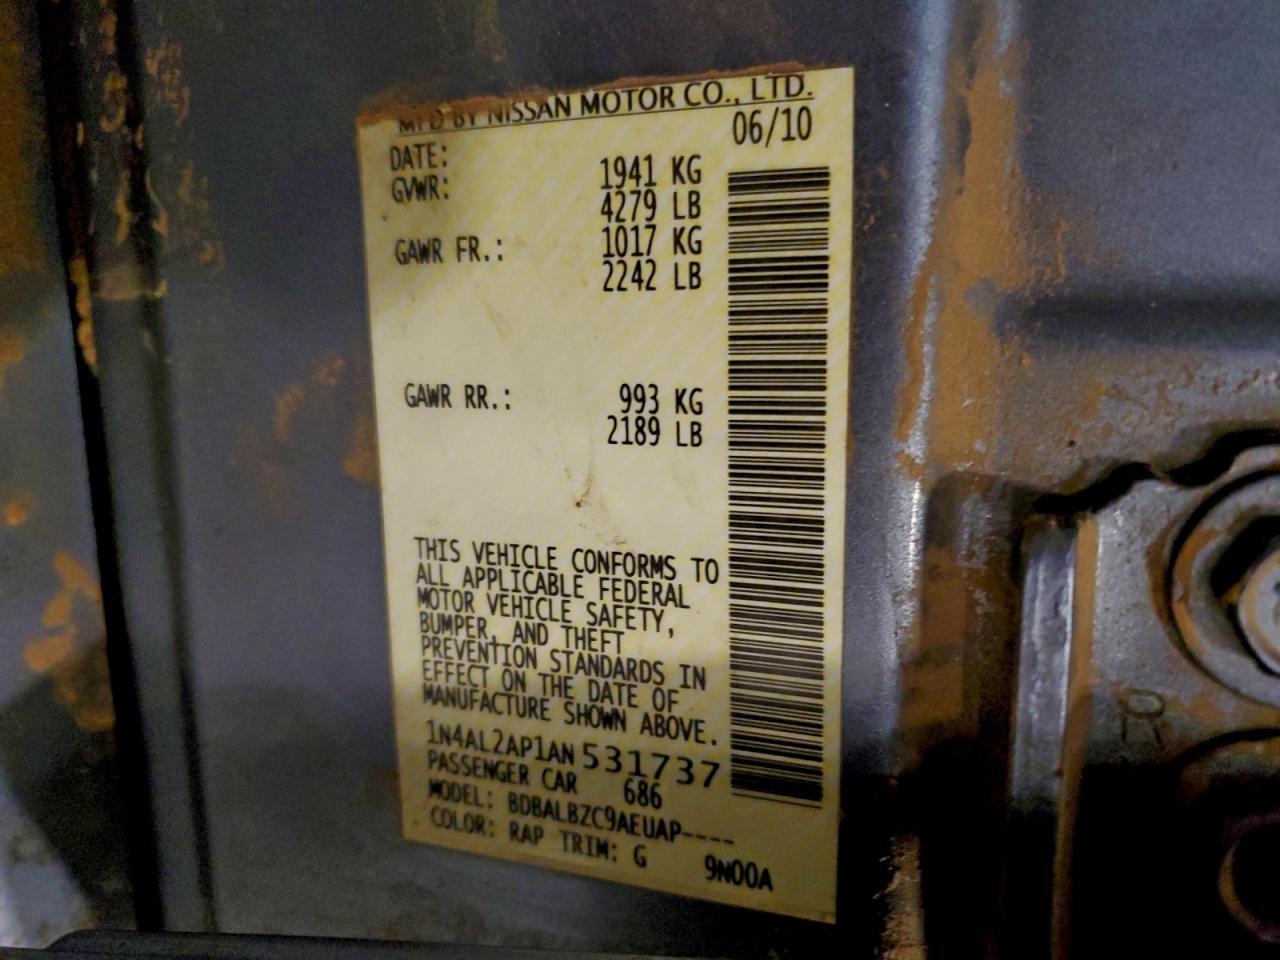 MFD BY NISSAN MOTOR CO., LTD.
DATE: 06/10
GVWR: 1941 KG
4279 LB
GAWR FR.: 1017 KG
2242 LB
GAWR RR.: 993 KG
2189 LB
THIS VEHICLE CONFORMS TO
ALL APPLICABLE FEDERAL
MOTOR VEHICLE SAFETY,
BUMPER, AND THEFT
PREVENTION STANDARDS IN
EFFECT ON THE DATE OF
MANUFACTURE SHOWN ABOVE.
1N4AL2AP1AN531737
PASSENGER CAR 686
MODEL: BDBALBZC9AEUAP----
COLOR: RAP TRIM: G 9N00A
R